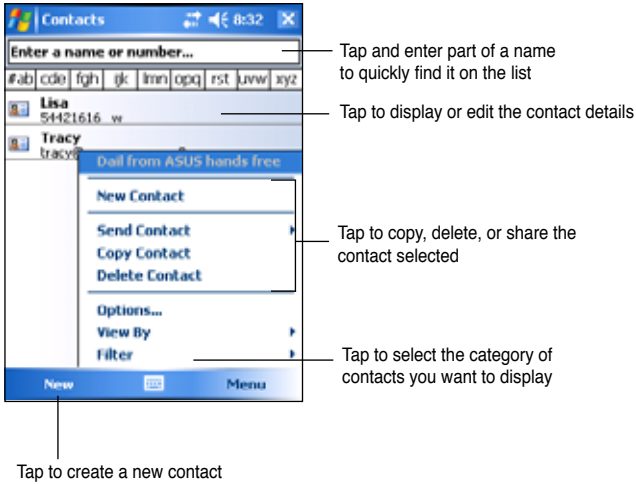 Contacts 8:32
Enter a name or number...
#ab cde fgh ijk lmn opq rst uvw xyz
Lisa
54421616 w
Tracy
tracy@
Dail from ASUS hands free
New Contact
Send Contact
Copy Contact
Delete Contact
Options...
View By
Filter
New Menu
Tap and enter part of a name
to quickly find it on the list
Tap to display or edit the contact details
Tap to copy, delete, or share the
contact selected
Tap to select the category of
contacts you want to display
Tap to create a new contact